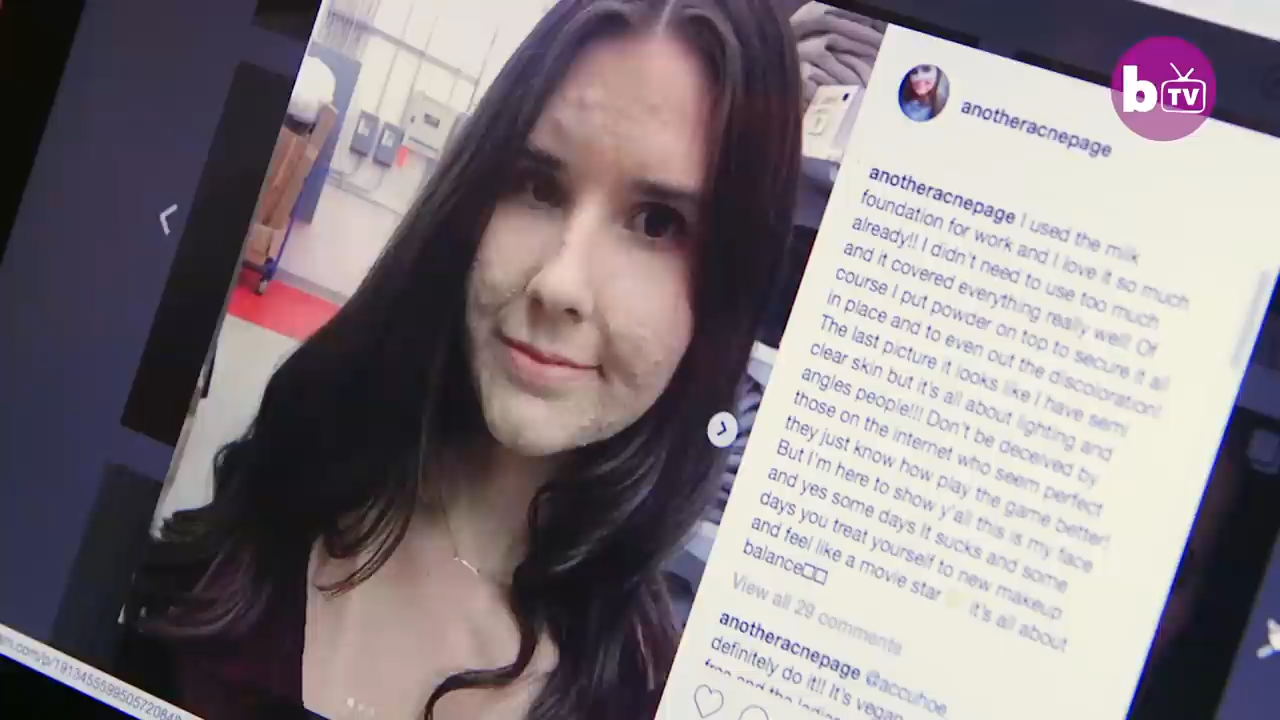 b TV
anotheracnepage
anotheracnepage I used the milk
foundation for work and I love it so much
already!! I didn't need to use too much
and it covered everything really well! Of
course I put powder on top to secure it all
in place and to even out the discoloration!
The last picture it looks like I have semi
clear skin but it's all about lighting and
angles people!!! Don't be deceived by
those on the internet who seem perfect
they just know how play the game better!
But I'm here to show y'all this is my face
and yes some days it sucks and some
days you treat yourself to new makeup
and feel like a movie star it's all about
balance
View all 29 comments
anotheracnepage @accuhoe
definitely do it!! It's vegan
free and the